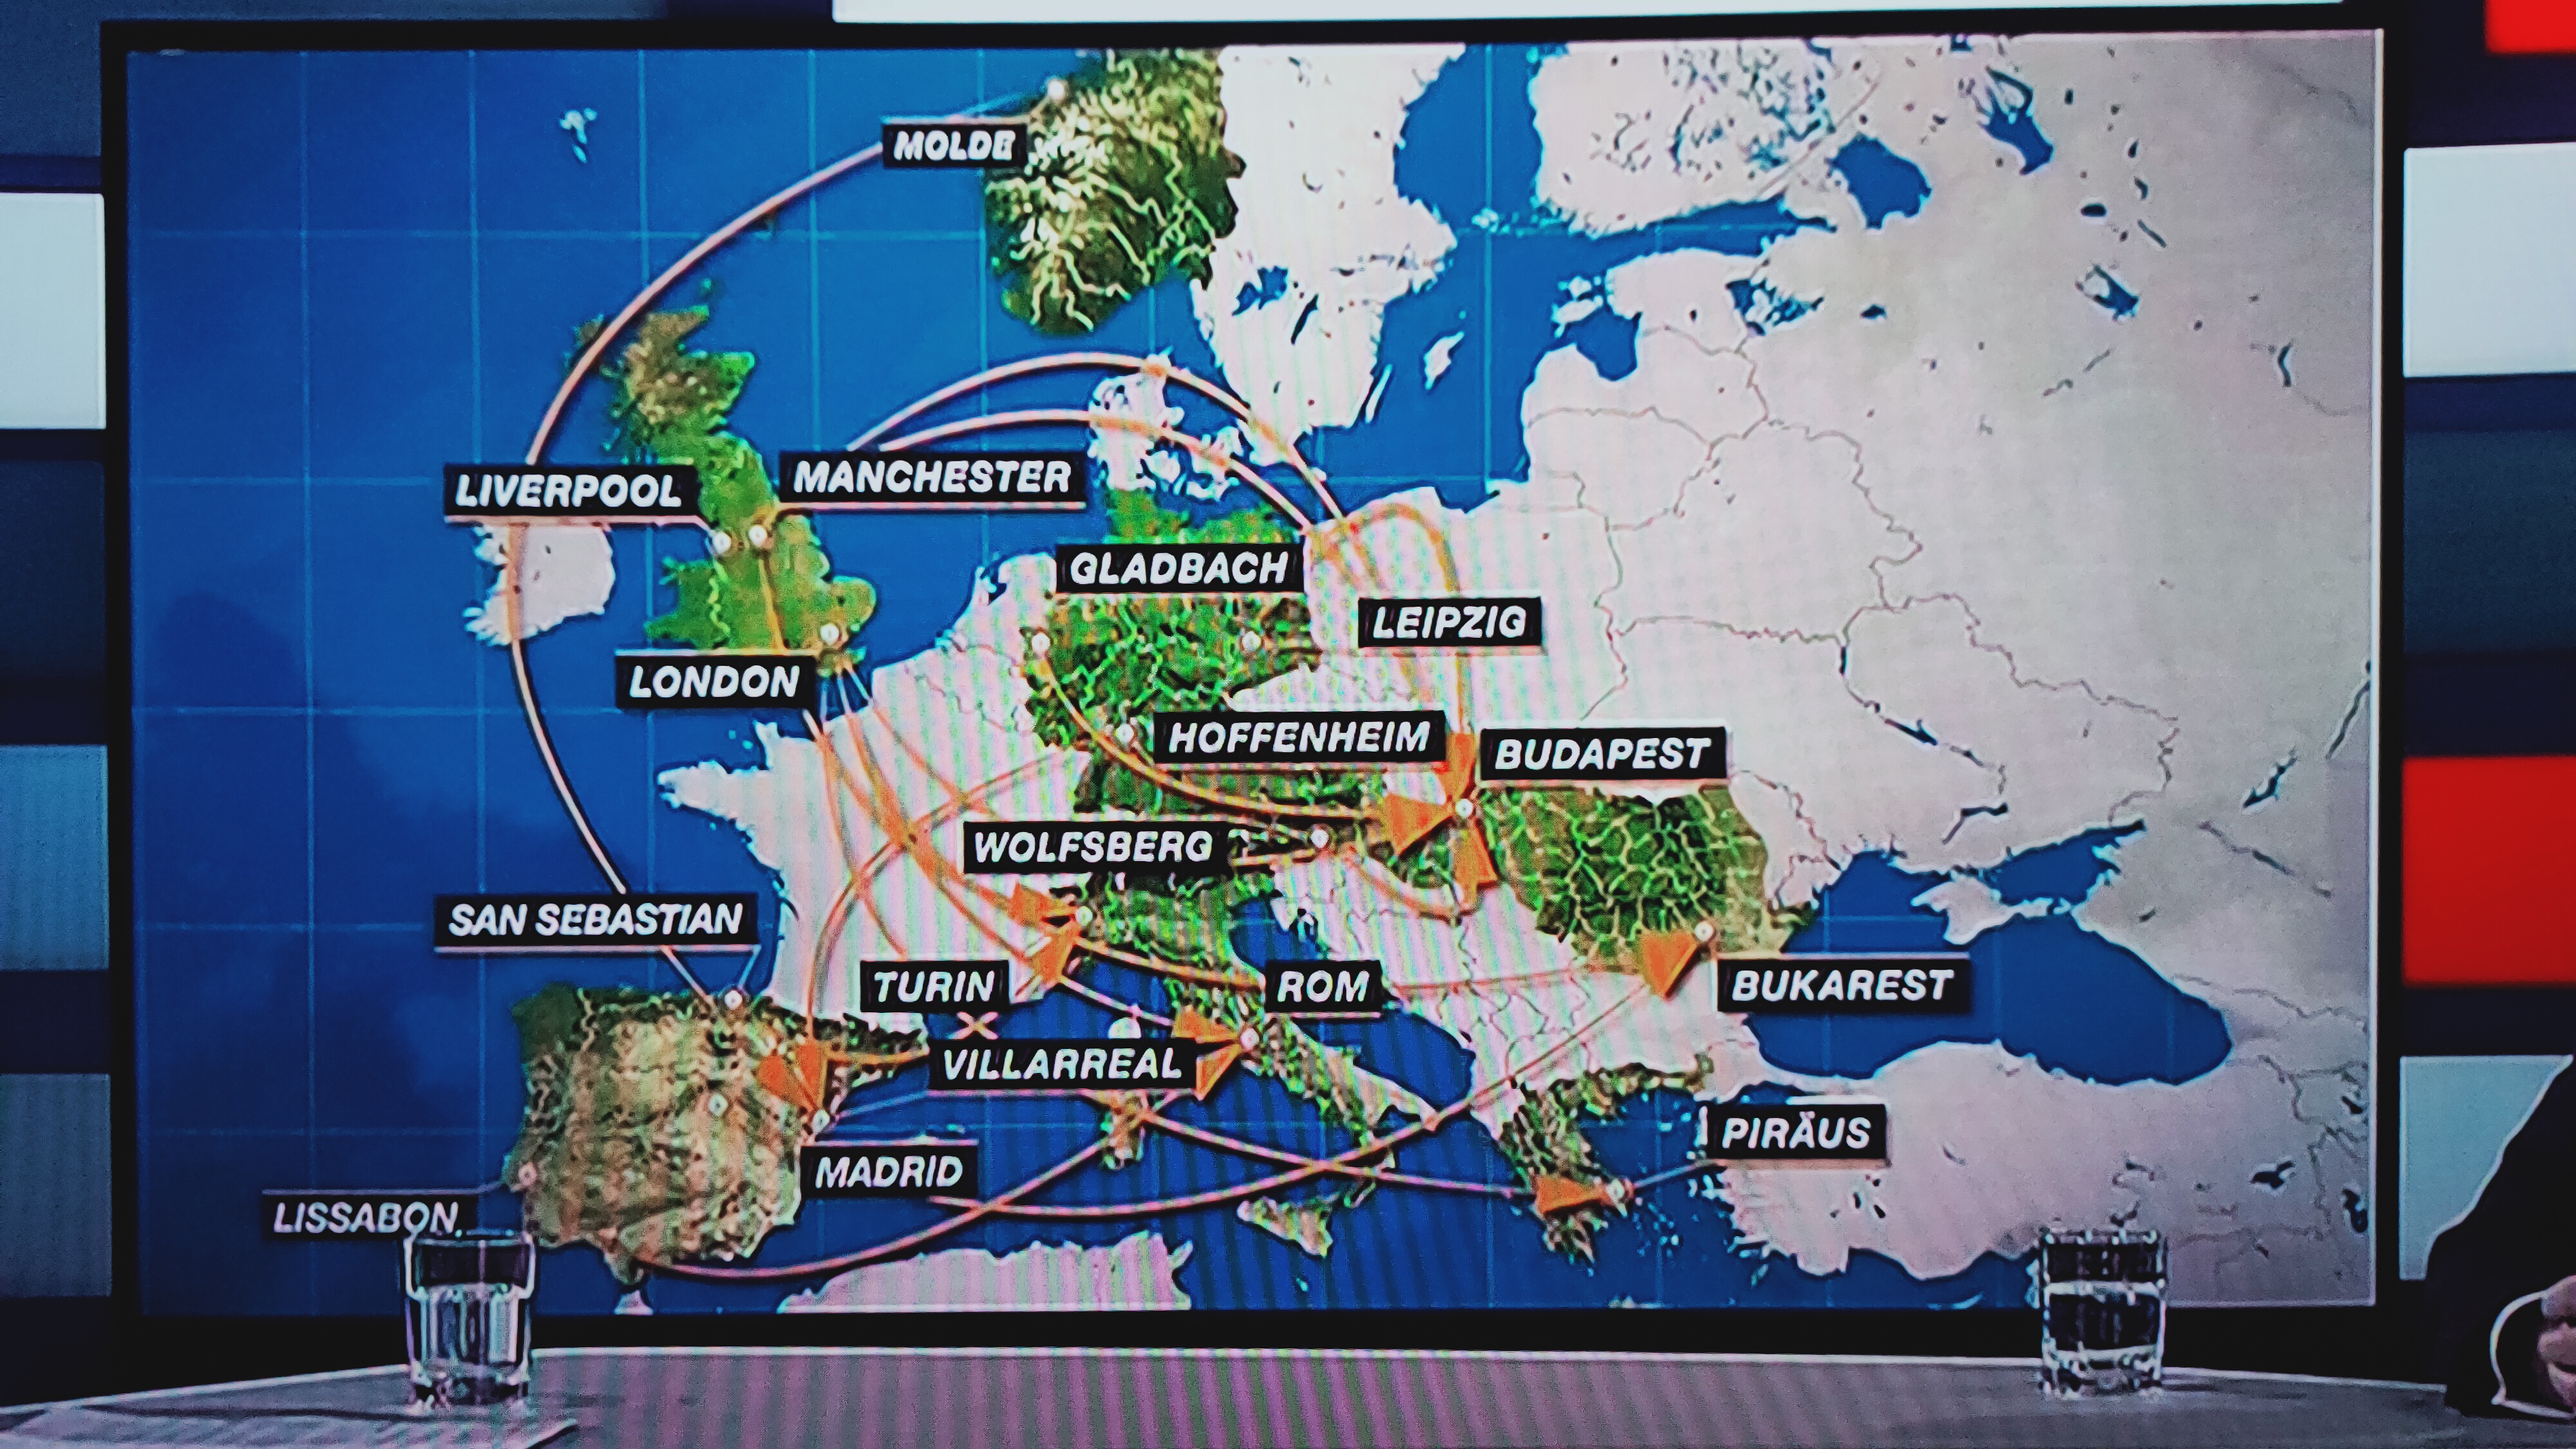 MOLDE
LIVERPOOL
MANCHESTER
GLADBACH
LEIPZIG
LONDON
HOFFENHEIM
BUDAPEST
WOLFSBERG
SAN SEBASTIAN
TURIN
ROM
BUKAREST
VILLARREAL
PIRÄUS
MADRID
LISSABON